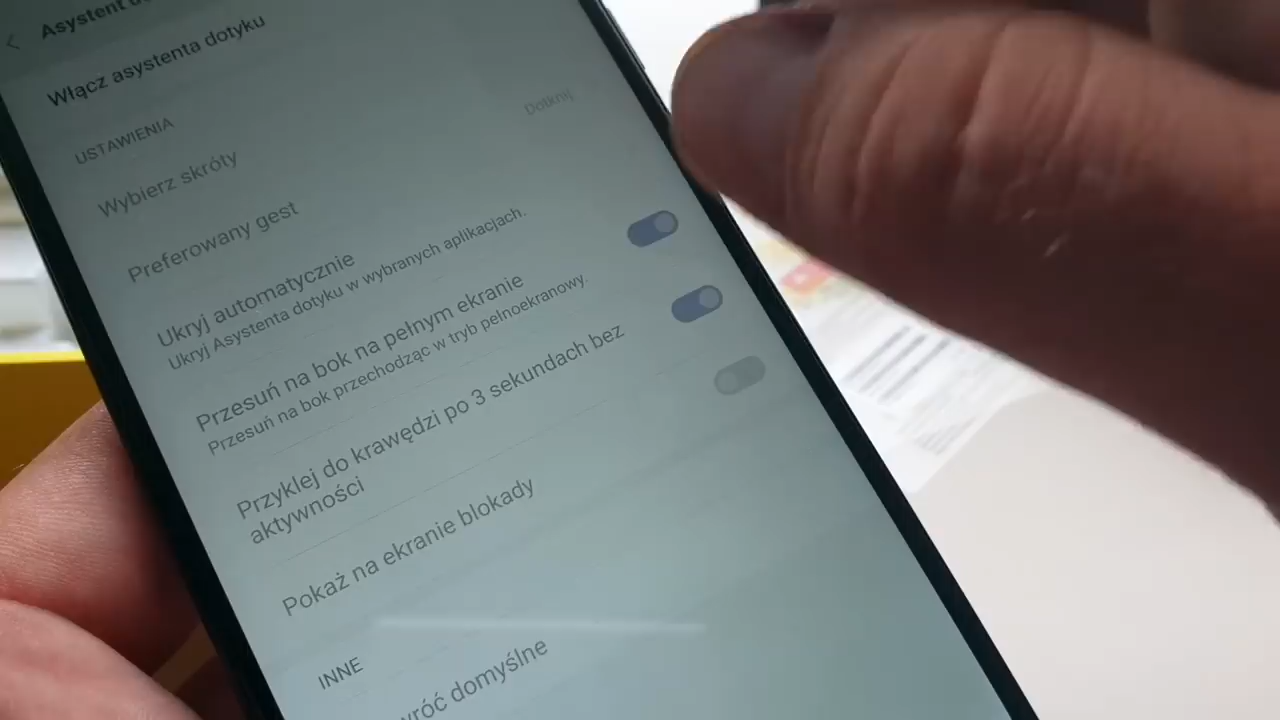 Asystent
Włącz asystenta dotyku
USTAWIENIA
Wybierz skróty
Preferowany gest
Dotknij
Ukryj automatycznie
Ukryj Asystenta dotyku w wybranych aplikacjach.
Przesuń na bok na pełnym ekranie
Przesuń na bok przechodząc w tryb pełnoekranowy.
Przyklej do krawędzi po 3 sekundach bez
aktywności
Pokaż na ekranie blokady
INNE
domyślne